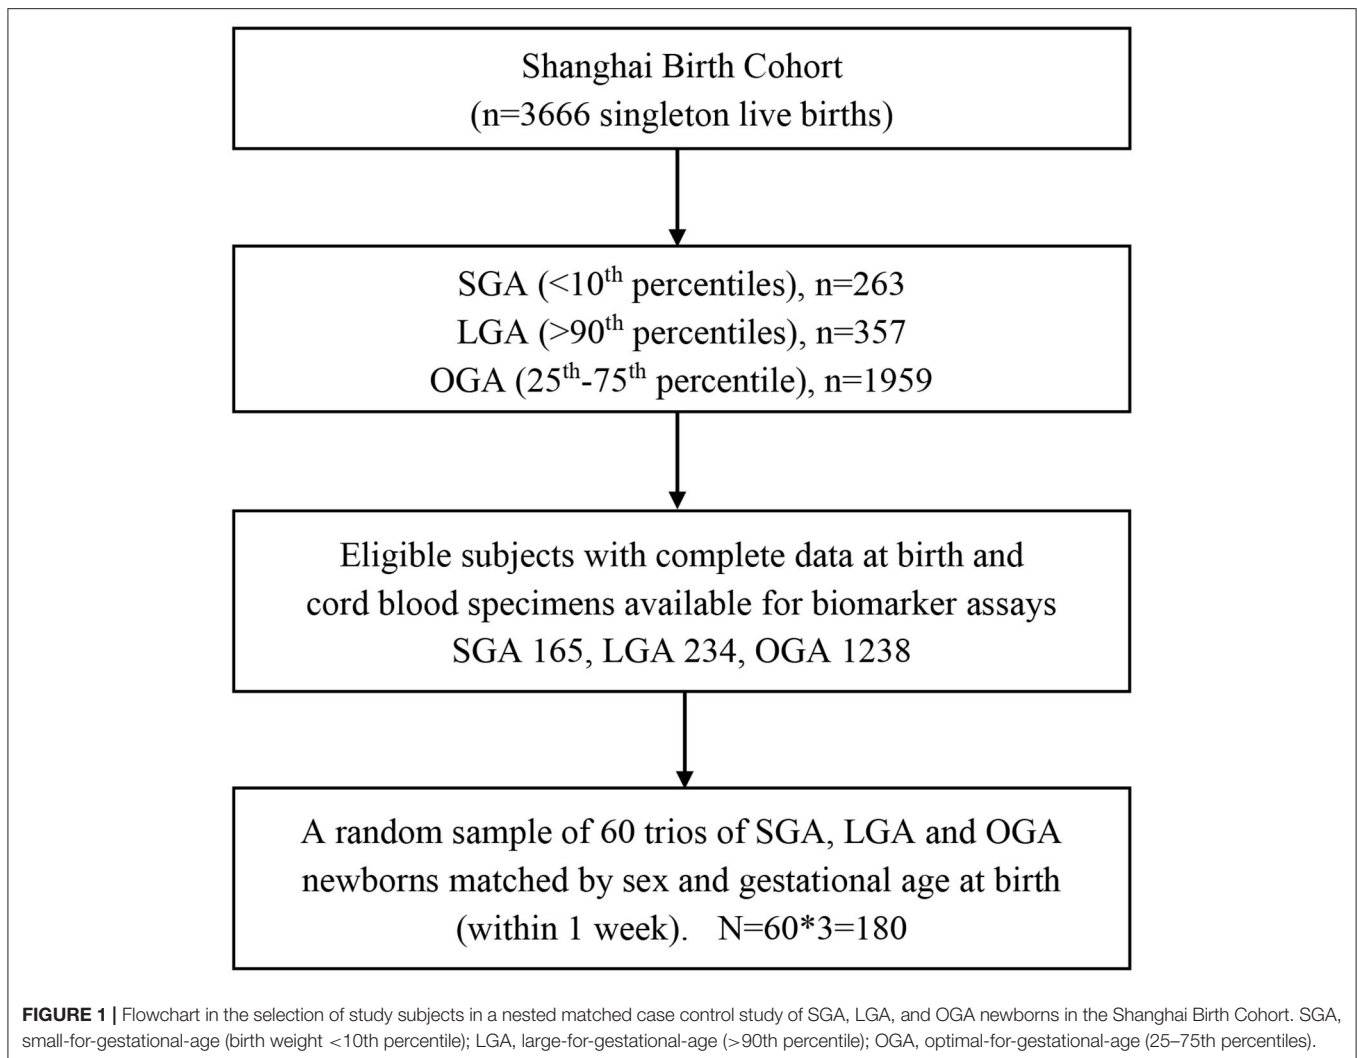 Shanghai Birth Cohort
(n=3666 singleton live births)
SGA (<10th percentiles), n=263
LGA (>90th percentiles), n=357
OGA (25th-75th percentile), n=1959
Eligible subjects with complete data at birth and
cord blood specimens available for biomarker assays
SGA 165, LGA 234, OGA 1238
A random sample of 60 trios of SGA, LGA and OGA
newborns matched by sex and gestational age at birth
(within 1 week). N=60*3=180
FIGURE 1 | Flowchart in the selection of study subjects in a nested matched case control study of SGA, LGA, and OGA newborns in the Shanghai Birth Cohort. SGA,
small-for-gestational-age (birth weight <10th percentile); LGA, large-for-gestational-age (>90th percentile); OGA, optimal-for-gestational-age (25–75th percentiles).